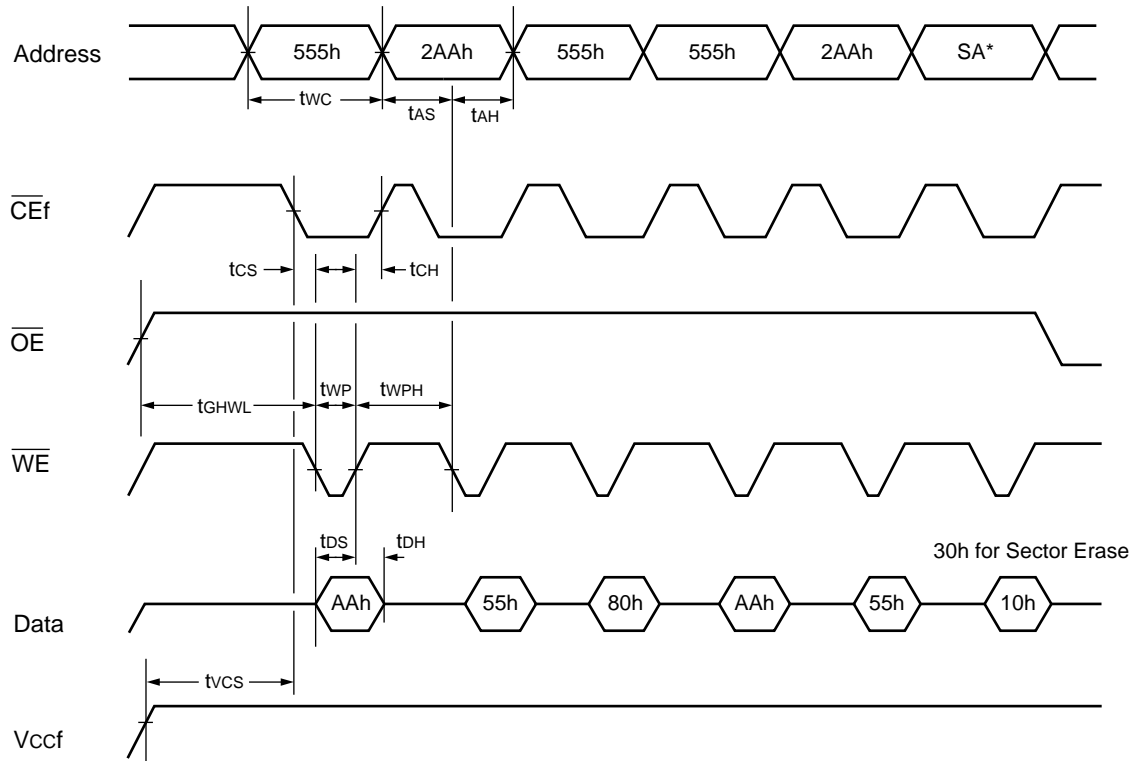 Address 555h 2AAh 555h 555h 2AAh SA*
tWC tAS tAH
CEf
tCS tCH
OE
tGHWL tWP tWPH
WE
tDS tDH
30h for Sector Erase
Data AAh 55h 80h AAh 55h 10h
tVCS
VCCf